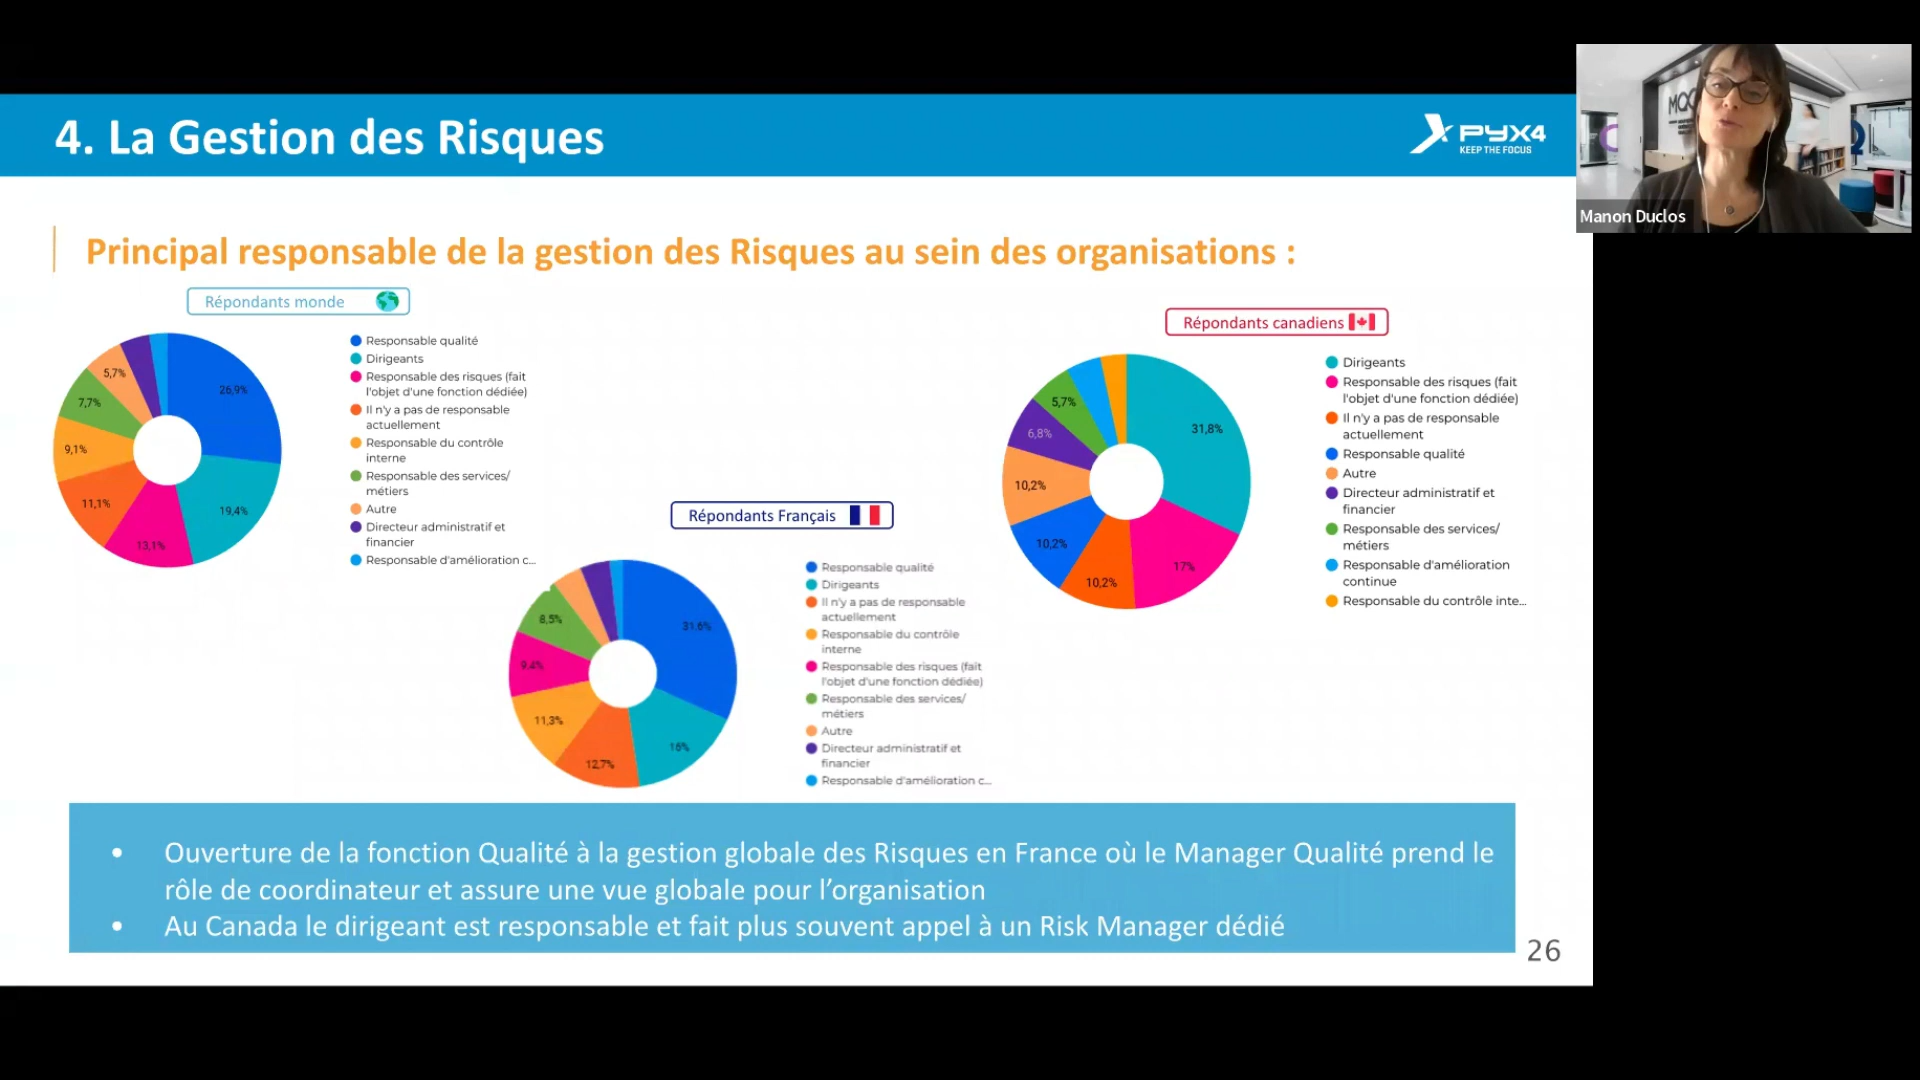 4. La Gestion des Risques
PYX4
KEEP THE FOCUS
Manon Duclos
Principal responsable de la gestion des Risques au sein des organisations :
Répondants monde
26,9%
19,4%
13,1%
11,1%
9,1%
7,7%
5,7%
Responsable qualité
Dirigeants
Responsable des risques (fait
l'objet d'une fonction dédiée)
Il n'y a pas de responsable
actuellement
Responsable du contrôle
interne
Responsable des services/
métiers
Autre
Directeur administratif et
financier
Responsable d'amélioration c...
Répondants Français
31.6%
16%
12,7%
11,3%
9,4%
8,5%
Responsable qualité
Dirigeants
Il n'y a pas de responsable
actuellement
Responsable du contrôle
interne
Responsable des risques (fait
l'objet d'une fonction dédiée)
Responsable des services/
métiers
Autre
Directeur administratif et
financier
Responsable d'amélioration c...
Répondants canadiens
31,8%
17%
10,2%
10,2%
10,2%
6,8%
5,7%
Dirigeants
Responsable des risques (fait
l'objet d'une fonction dédiée)
Il n'y a pas de responsable
actuellement
Responsable qualité
Autre
Directeur administratif et
financier
Responsable des services/
métiers
Responsable d'amélioration
continue
Responsable du contrôle inte...
• Ouverture de la fonction Qualité à la gestion globale des Risques en France où le Manager Qualité prend le
rôle de coordinateur et assure une vue globale pour l’organisation
• Au Canada le dirigeant est responsable et fait plus souvent appel à un Risk Manager dédié
26